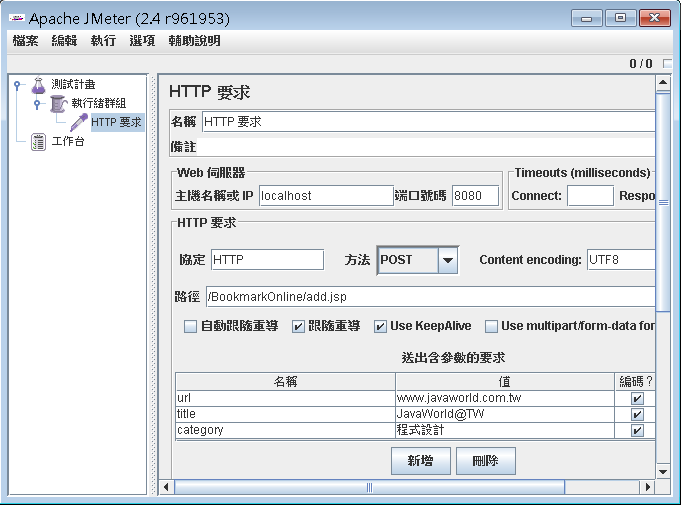 Apache JMeter (2.4 r961953)
檔案 編輯 執行 選項 輔助說明
0 / 0
測試計畫
執行緒群組
HTTP 要求
工作台
HTTP 要求
名稱 HTTP 要求
備註
Web 伺服器
主機名稱或 IP localhost 端口號碼 8080
Timeouts (milliseconds)
Connect: Respo
HTTP 要求
協定 HTTP 方法 POST Content encoding: UTF8
路徑 /BookmarkOnline/add.jsp
自動跟隨重導 跟隨重導 Use KeepAlive Use multipart/form-data for
送出含參數的要求
名稱 值 編碼？
url www.javaworld.com.tw
title JavaWorld@TW
category 程式設計
新增 刪除